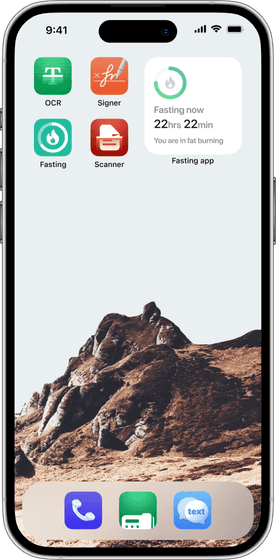 9:41
OCR
Signer
Fasting now
22hrs 22min
You are in fat burning
Fasting
Scanner
Fasting app
text